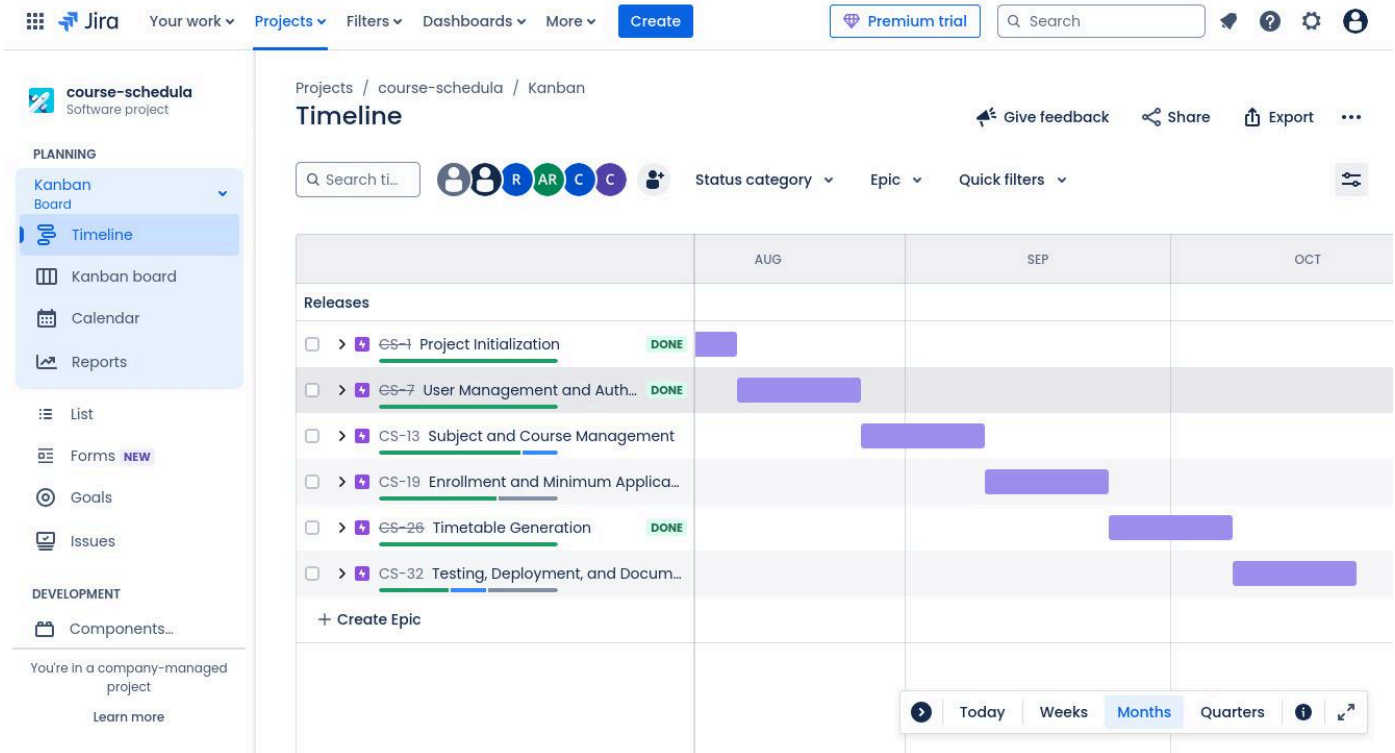 Jira Your work Projects Filters Dashboards More Create Premium trial Search
course-schedula
Software project
PLANNING
Kanban
Board
Timeline
Kanban board
Calendar
Reports
List
Forms NEW
Goals
Issues
DEVELOPMENT
Components...
You're in a company-managed
project
Learn more
Projects / course-schedula / Kanban
Timeline
Give feedback Share Export
Search ti... R AR C C Status category Epic Quick filters
AUG SEP OCT
Releases
CS-1 Project Initialization DONE
CS-7 User Management and Auth... DONE
CS-13 Subject and Course Management
CS-19 Enrollment and Minimum Applica...
CS-26 Timetable Generation DONE
CS-32 Testing, Deployment, and Docum...
+ Create Epic
Today Weeks Months Quarters